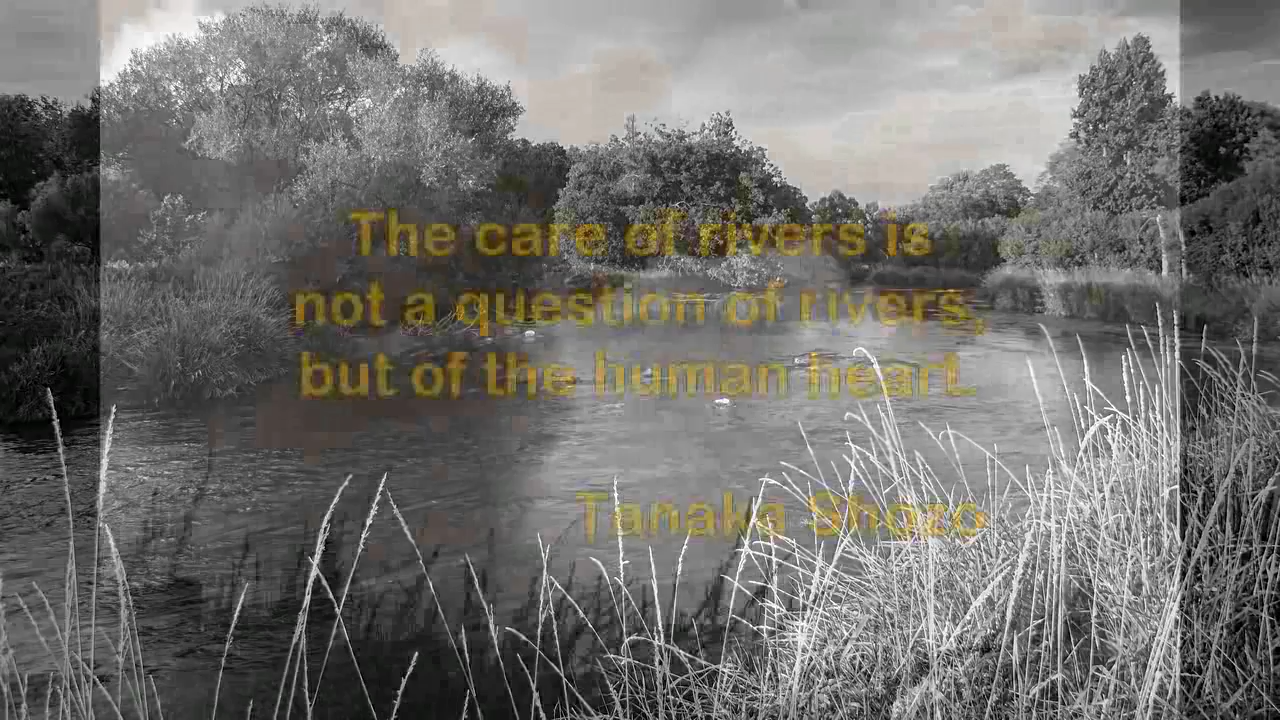 The care of rivers is
not a question of rivers,
but of the human heart.
Tanaka Shozo